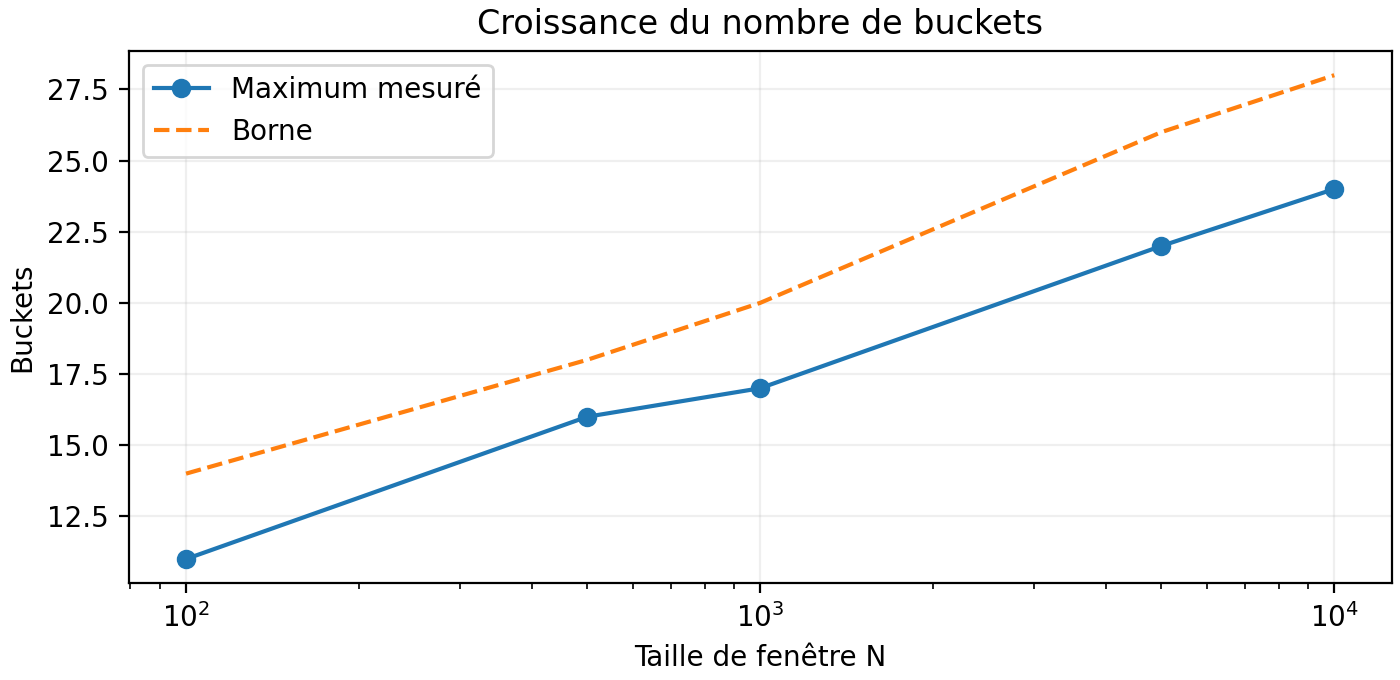 Croissance du nombre de buckets
Maximum mesuré
Borne
Buckets
27.5
25.0
22.5
20.0
17.5
15.0
12.5
10²
10³
10⁴
Taille de fenêtre N